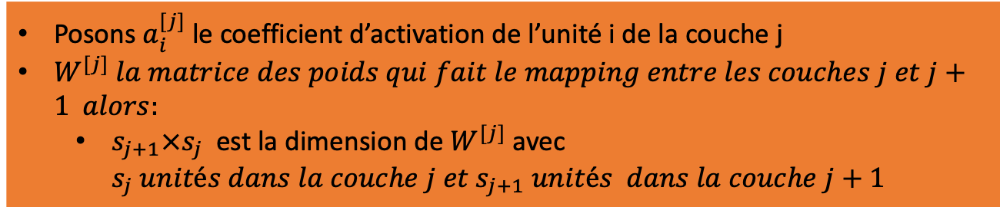 • Posons $a_i^{[j]}$ le coefficient d’activation de l’unité i de la couche j
• $W^{[j]}$ la matrice des poids qui fait le mapping entre les couches j et j +
1 alors:
• $s_{j+1} \times s_j$ est la dimension de $W^{[j]}$ avec
$s_j$ unités dans la couche j et $s_{j+1}$ unités dans la couche j + 1